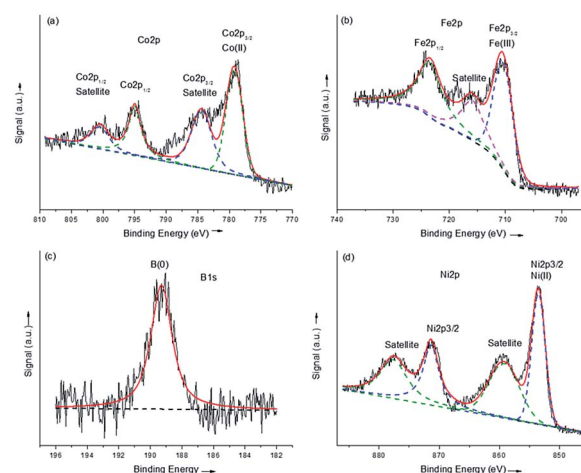 (a)
Co2p
Co2p3/2
Co(II)
Co2p1/2
Satellite
Co2p1/2
Co2p3/2
Satellite
Signal (a.u.)
809 805 800 795 790 785 780 775 770
Binding Energy (eV)
(b)
Fe2p
Fe2p3/2
Fe(III)
Fe2p1/2
Satellite
Signal (a.u.)
740 730 720 710 700
Binding Energy (eV)
(c)
B(0)
B1s
Signal (a.u.)
196 194 192 190 188 186 184 182
Binding Energy
(d)
Ni2p
Ni2p3/2
Ni(II)
Satellite
Ni2p3/2
Satellite
Signal (a.u.)
880 870 860 850
Binding Energy (eV)